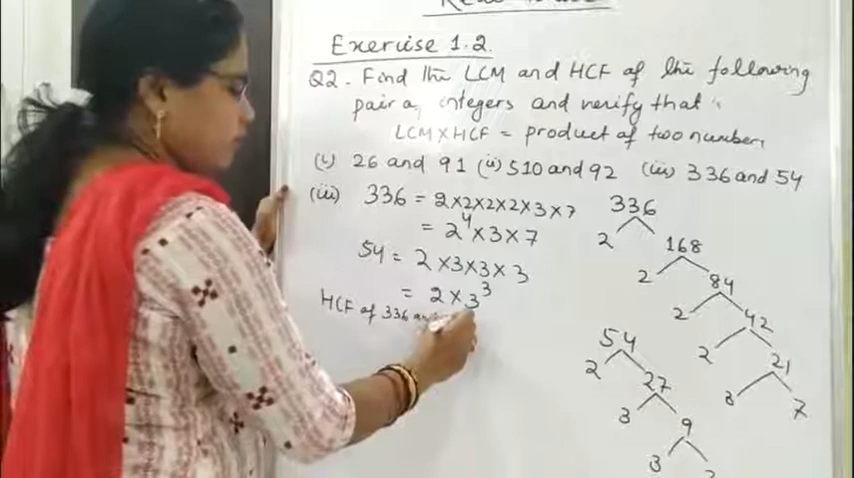 Exercise 1.2.
Q2. Find the LCM and HCF of the following
pair of integers and verify that
LCM×HCF = product of two numbers
(i) 26 and 91 (ii) 510 and 92 (iii) 336 and 54
(iii) 336 = 2×2×2×2×3×7
= 2⁴×3×7
54 = 2×3×3×3
= 2×3³
HCF of 336
336
2 168
2 84
2 42
2 21
3 7
54
2 27
3 9
3